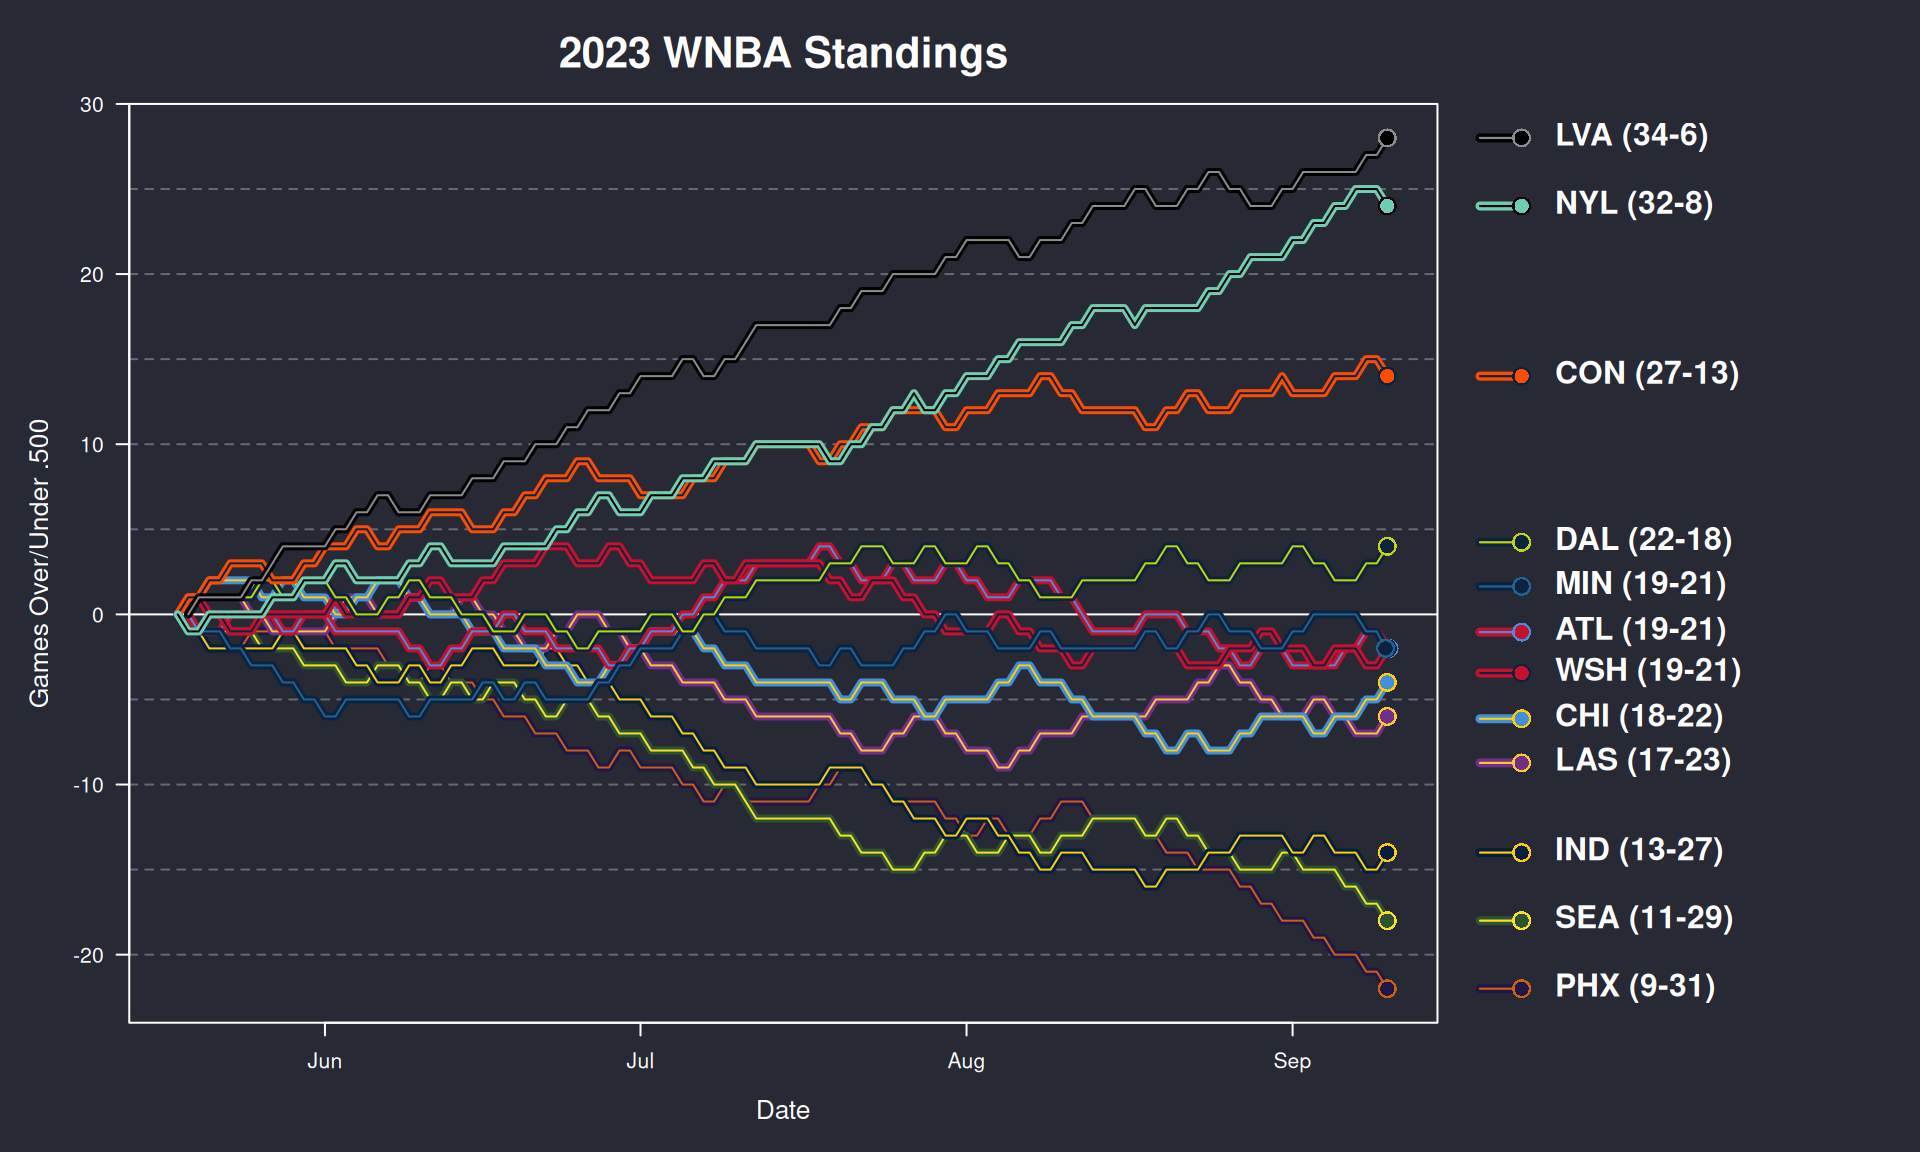 2023 WNBA Standings
Games Over/Under .500
30
20
10
0
-10
-20
Jun
Jul
Aug
Sep
Date
LVA (34-6)
NYL (32-8)
CON (27-13)
DAL (22-18)
MIN (19-21)
ATL (19-21)
WSH (19-21)
CHI (18-22)
LAS (17-23)
IND (13-27)
SEA (11-29)
PHX (9-31)